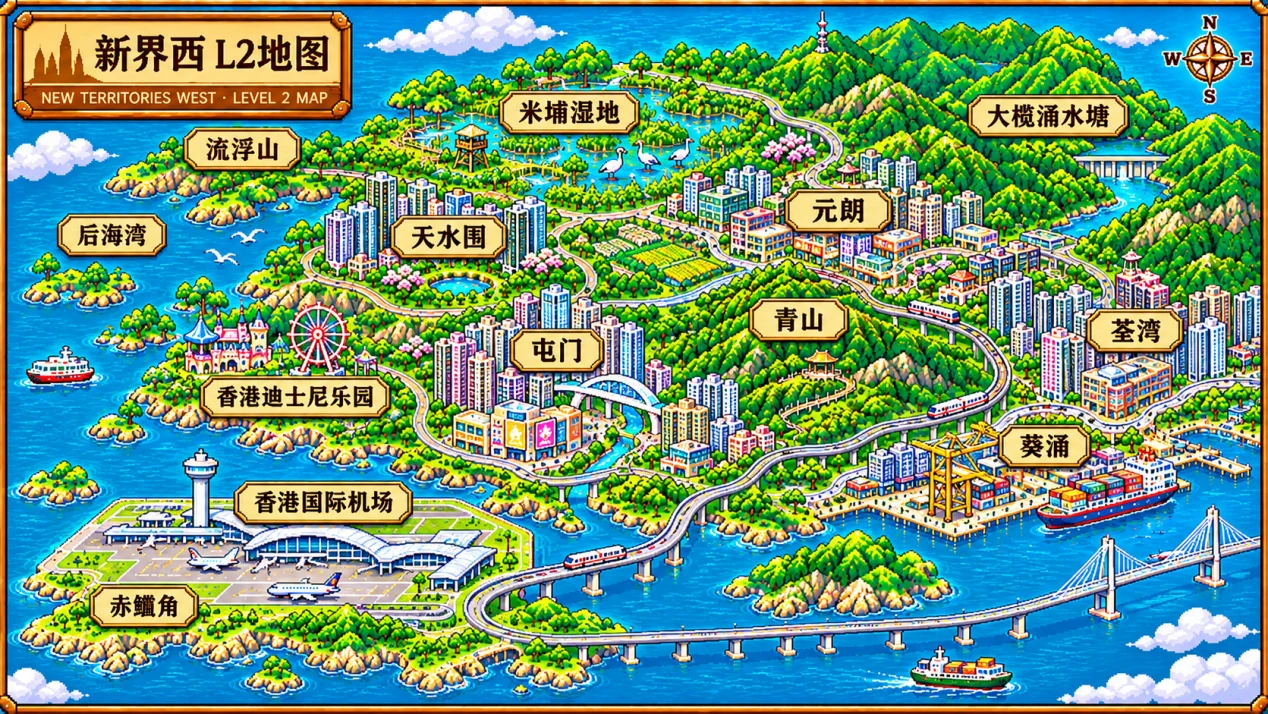 新界西 L2地图
NEW TERRITORIES WEST · LEVEL 2 MAP
N
W
E
S
米埔湿地
大榄涌水塘
流浮山
元朗
后海湾
天水围
青山
荃湾
屯门
香港迪士尼乐园
葵涌
香港国际机场
赤鱲角